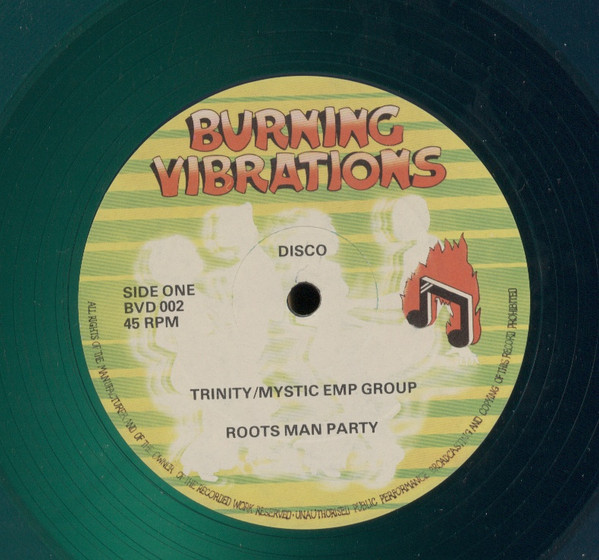 BURNING
VIBRATIONS
DISCO
SIDE ONE
BVD 002
45 RPM
TRINITY/MYSTIC EMP GROUP
ROOTS MAN PARTY
ALL RIGHTS OF THE MANUFACTURER AND OF THE OWNER OF THE RECORDED WORK RESERVED · UNAUTHORISED PUBLIC PERFORMANCE BROADCASTING AND COPYING OF THIS RECORD PROHIBITED